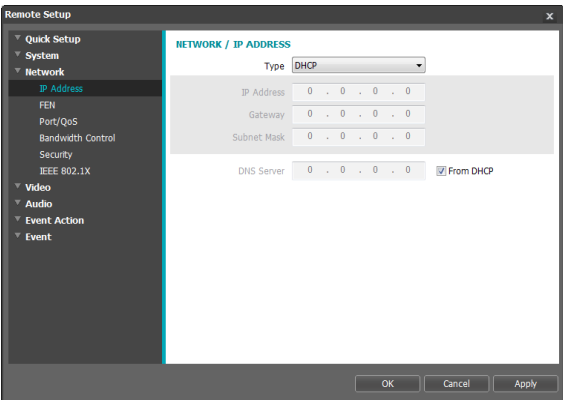 Remote Setup
x
Quick Setup
System
Network
IP Address
FEN
Port/QoS
Bandwidth Control
Security
IEEE 802.1X
Video
Audio
Event Action
Event
NETWORK / IP ADDRESS
Type DHCP
IP Address 0 . 0 . 0 . 0
Gateway 0 . 0 . 0 . 0
Subnet Mask 0 . 0 . 0 . 0
DNS Server 0 . 0 . 0 . 0 From DHCP
OK Cancel Apply